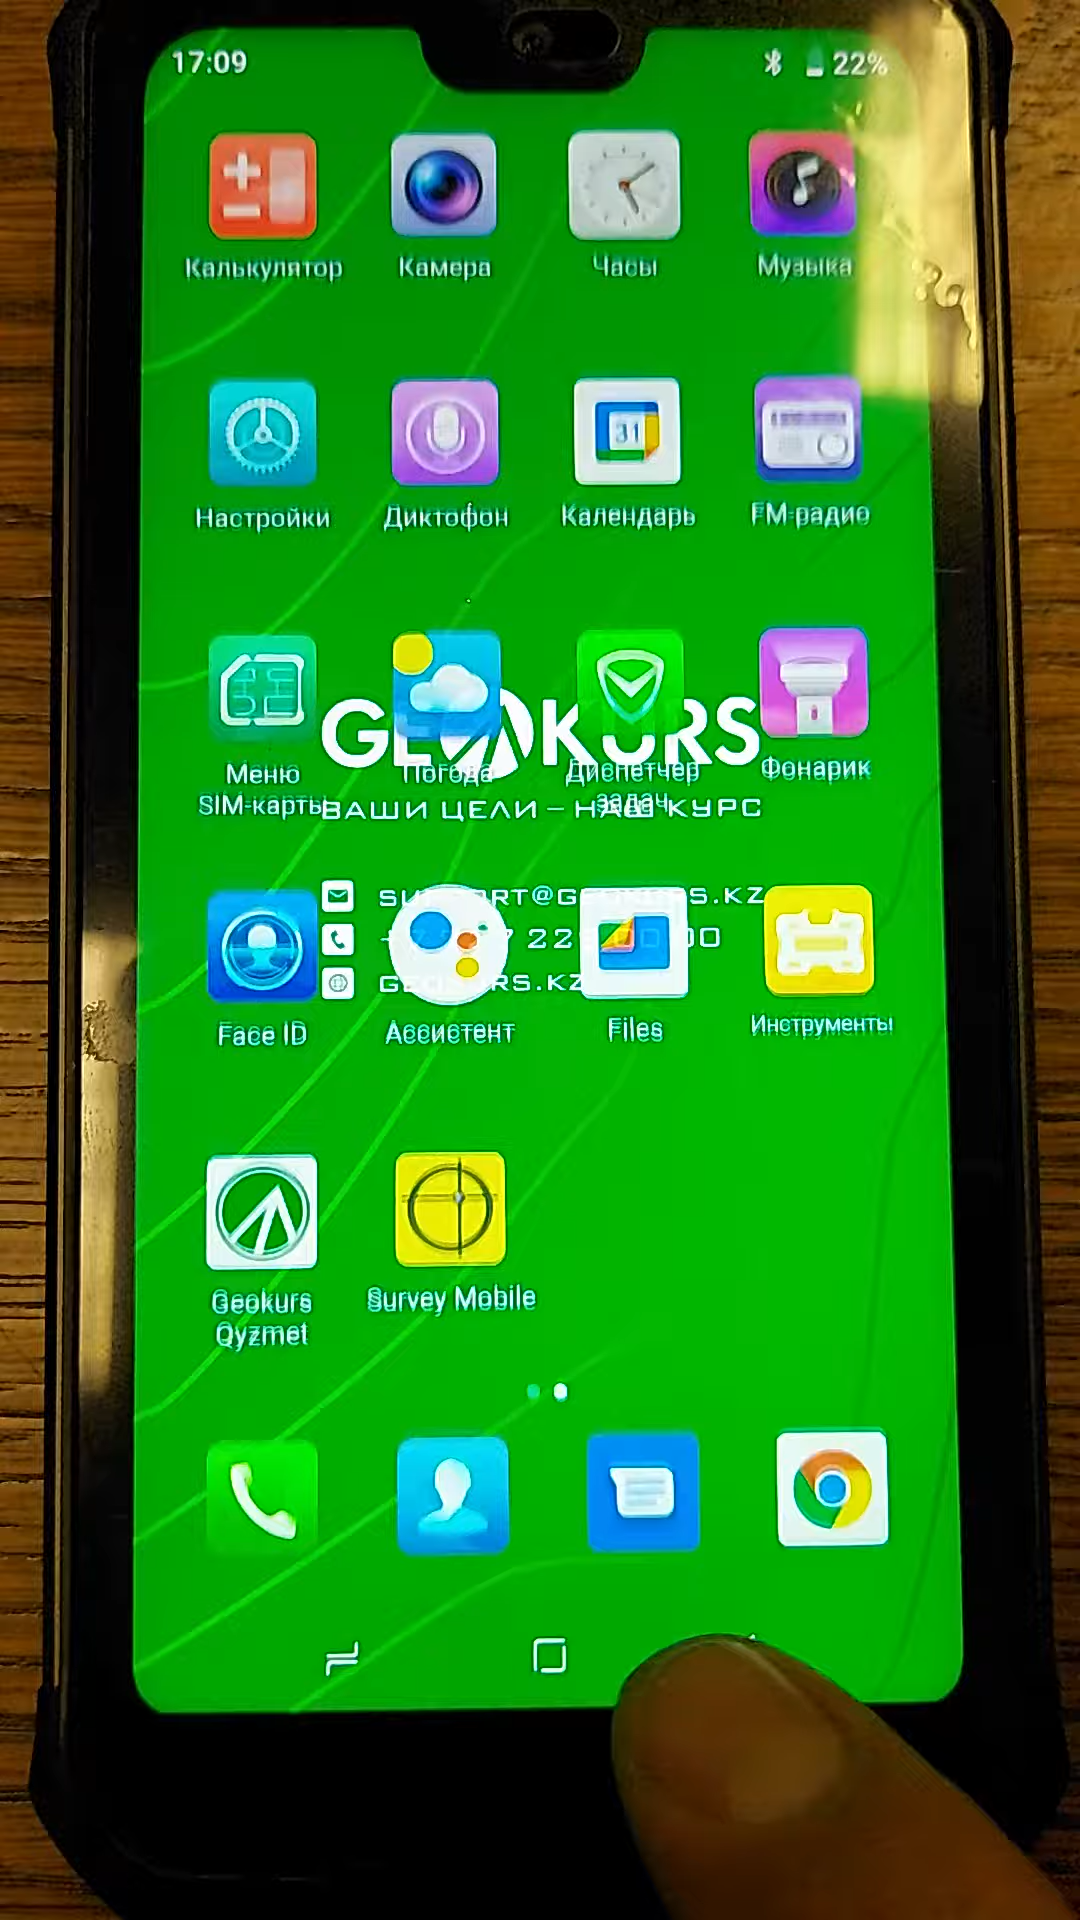 17:09 22%
Калькулятор Камера Часы Музыка
31
Настройки Диктофон Календарь FM-радио
GEOKURS
Меню Погода Диспетчер Фонарик
SIM-карты задач
ВАШИ ЦЕЛИ – НАШ КУРС
SUPPORT@GEOKURS.KZ
GEOKURS.KZ
Face ID Ассистент Files Инструменты
Geokurs Survey Mobile
Qyzmet